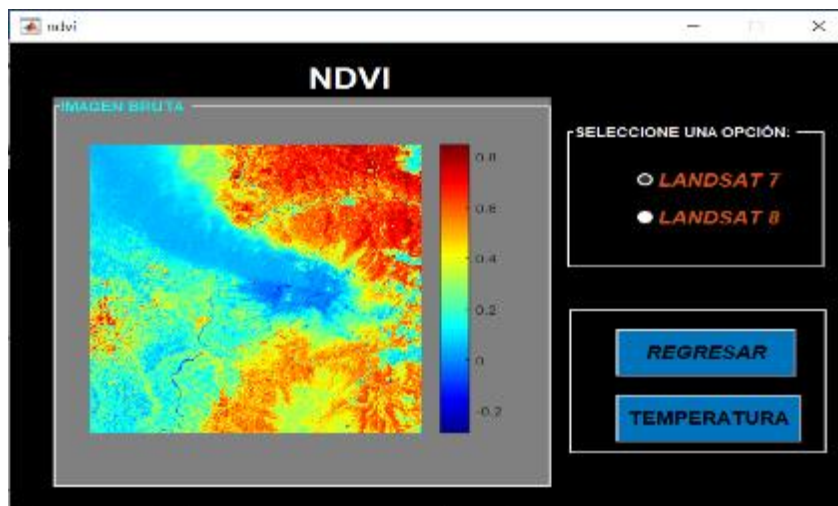 ndvi
NDVI
IMAGEN BRUTA
0.8
0.6
0.4
0.2
0
-0.2
SELECCIONE UNA OPCIÓN:
LANDSAT 7
LANDSAT 8
REGRESAR
TEMPERATURA